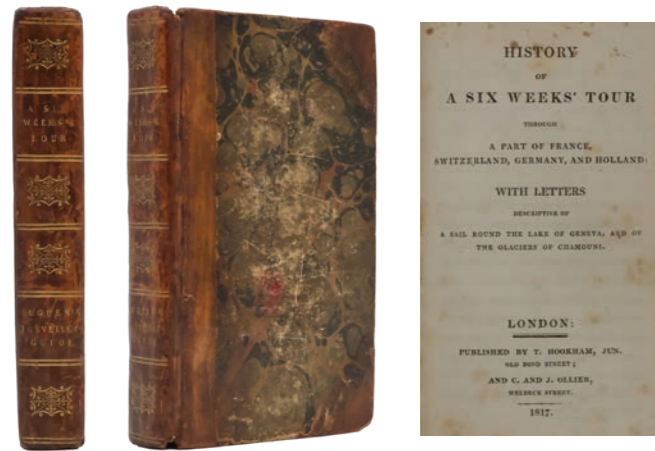 A SIX
WEEKS'S
TOUR
TRAVELLER
GUIDE
HISTORY
OF
A SIX WEEKS' TOUR
THROUGH
A PART OF FRANCE,
SWITZERLAND, GERMANY, AND HOLLAND:
WITH LETTERS
DESCRIPTIVE OF
A SAIL ROUND THE LAKE OF GENEVA, AND OF
THE GLACIERS OF CHAMOUNI.
LONDON:
PUBLISHED BY T. HOOKHAM, JUN.
OLD BOND STREET;
AND C. AND J. OLLIER,
WELBECK STREET.
1817.